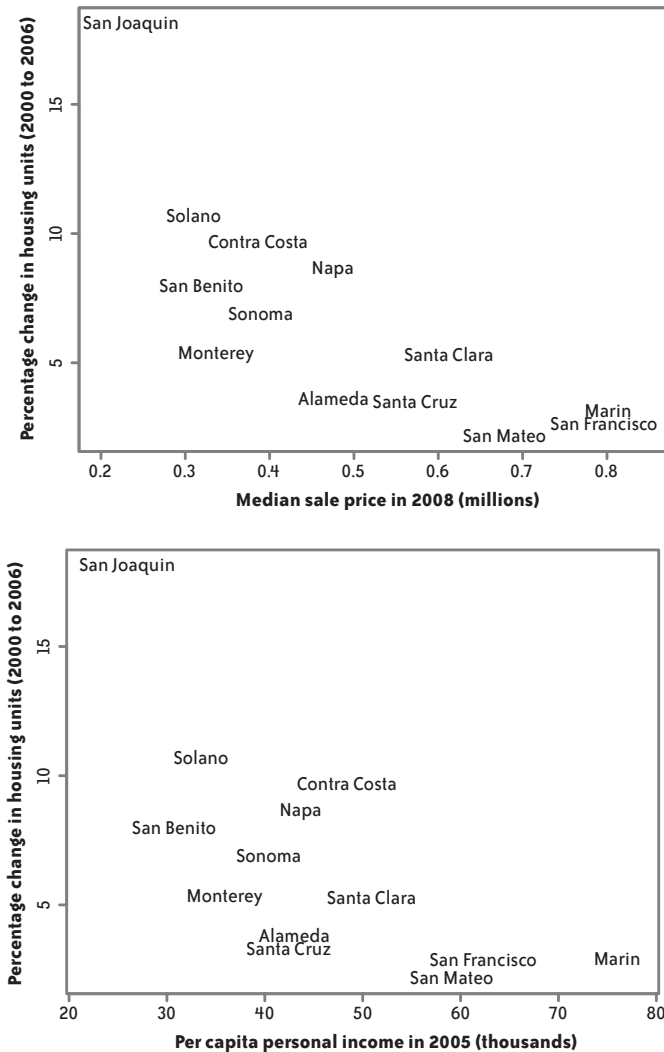 San Joaquin
Percentage change in housing units (2000 to 2006)
15
10
5
Solano
Contra Costa
Napa
San Benito
Sonoma
Monterey
Santa Clara
Alameda
Santa Cruz
Marin
San Francisco
San Mateo
0.2 0.3 0.4 0.5 0.6 0.7 0.8
Median sale price in 2008 (millions)
San Joaquin
Percentage change in housing units (2000 to 2006)
15
10
5
Solano
Contra Costa
Napa
San Benito
Sonoma
Monterey
Santa Clara
Alameda
Santa Cruz
San Francisco
Marin
San Mateo
20 30 40 50 60 70 80
Per capita personal income in 2005 (thousands)